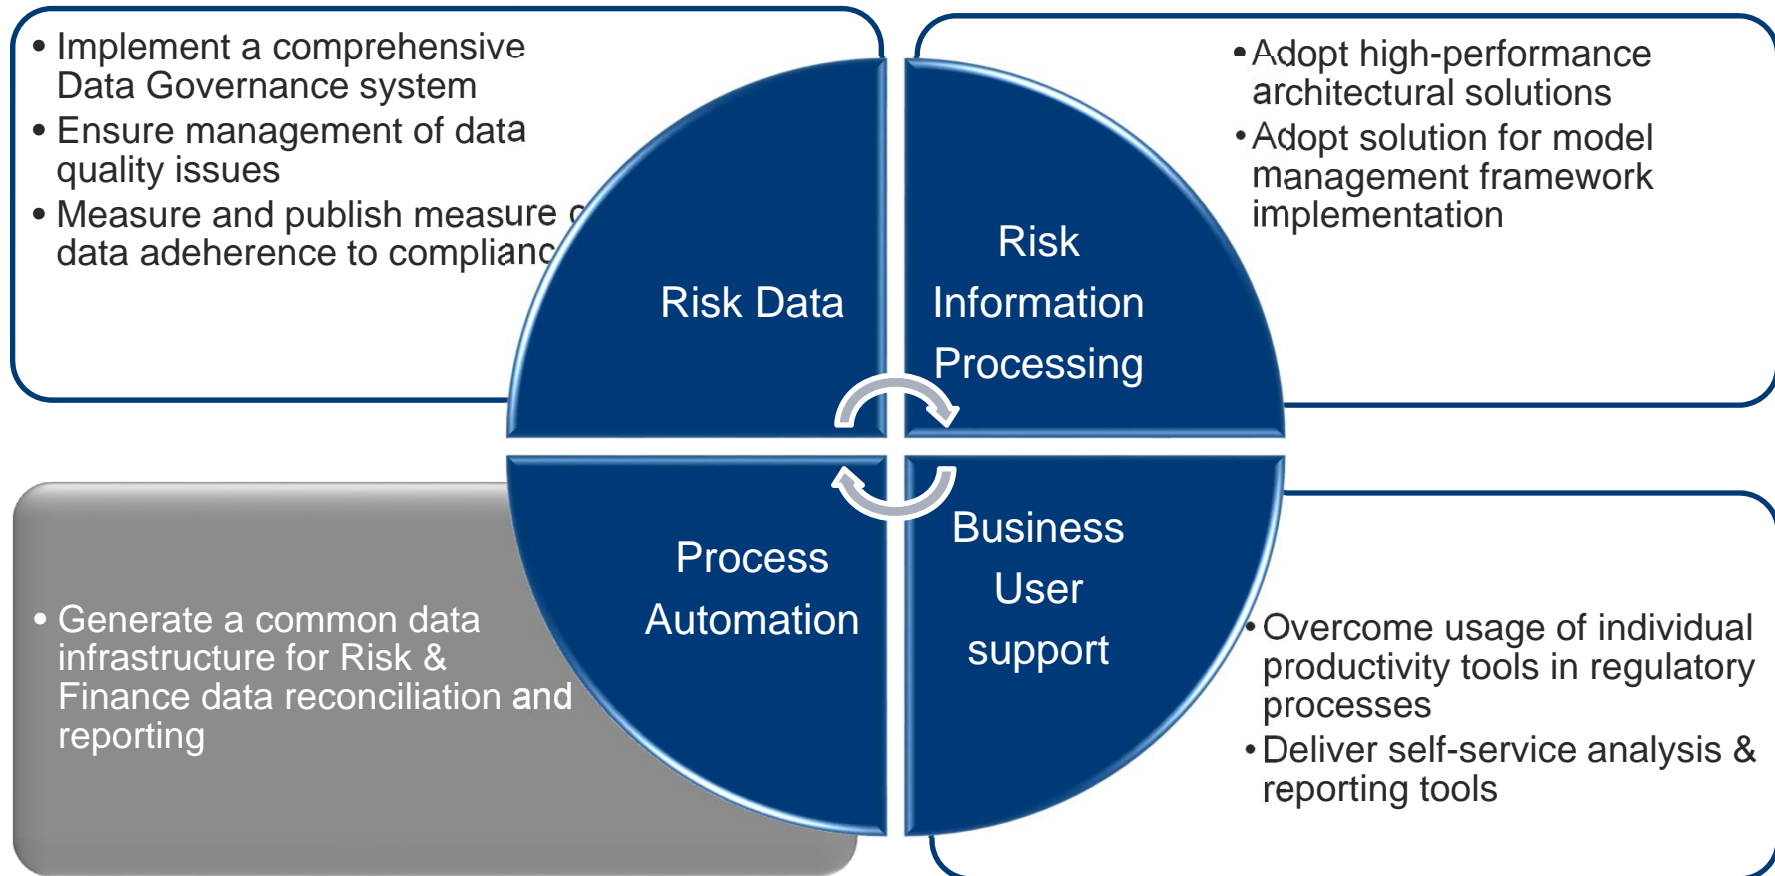 • Implement a comprehensive
Data Governance system
• Ensure management of data
quality issues
• Measure and publish measure
data adeherence to complianc
Risk Data
Risk
Information
Processing
• Adopt high-performance
architectural solutions
• Adopt solution for model
management framework
implementation
• Generate a common data
infrastructure for Risk &
Finance data reconciliation and
reporting
Process
Automation
Business
User
support
• Overcome usage of individual
productivity tools in regulatory
processes
• Deliver self-service analysis &
reporting tools